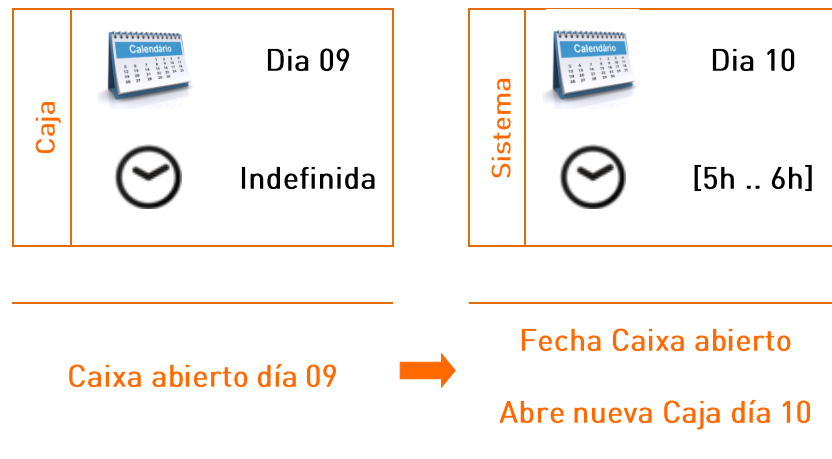 Caja
Calendário
Dia 09
Indefinida
Sistema
Calendário
Dia 10
[5h .. 6h]
Caixa abierto día 09
Fecha Caixa abierto
Abre nueva Caja día 10